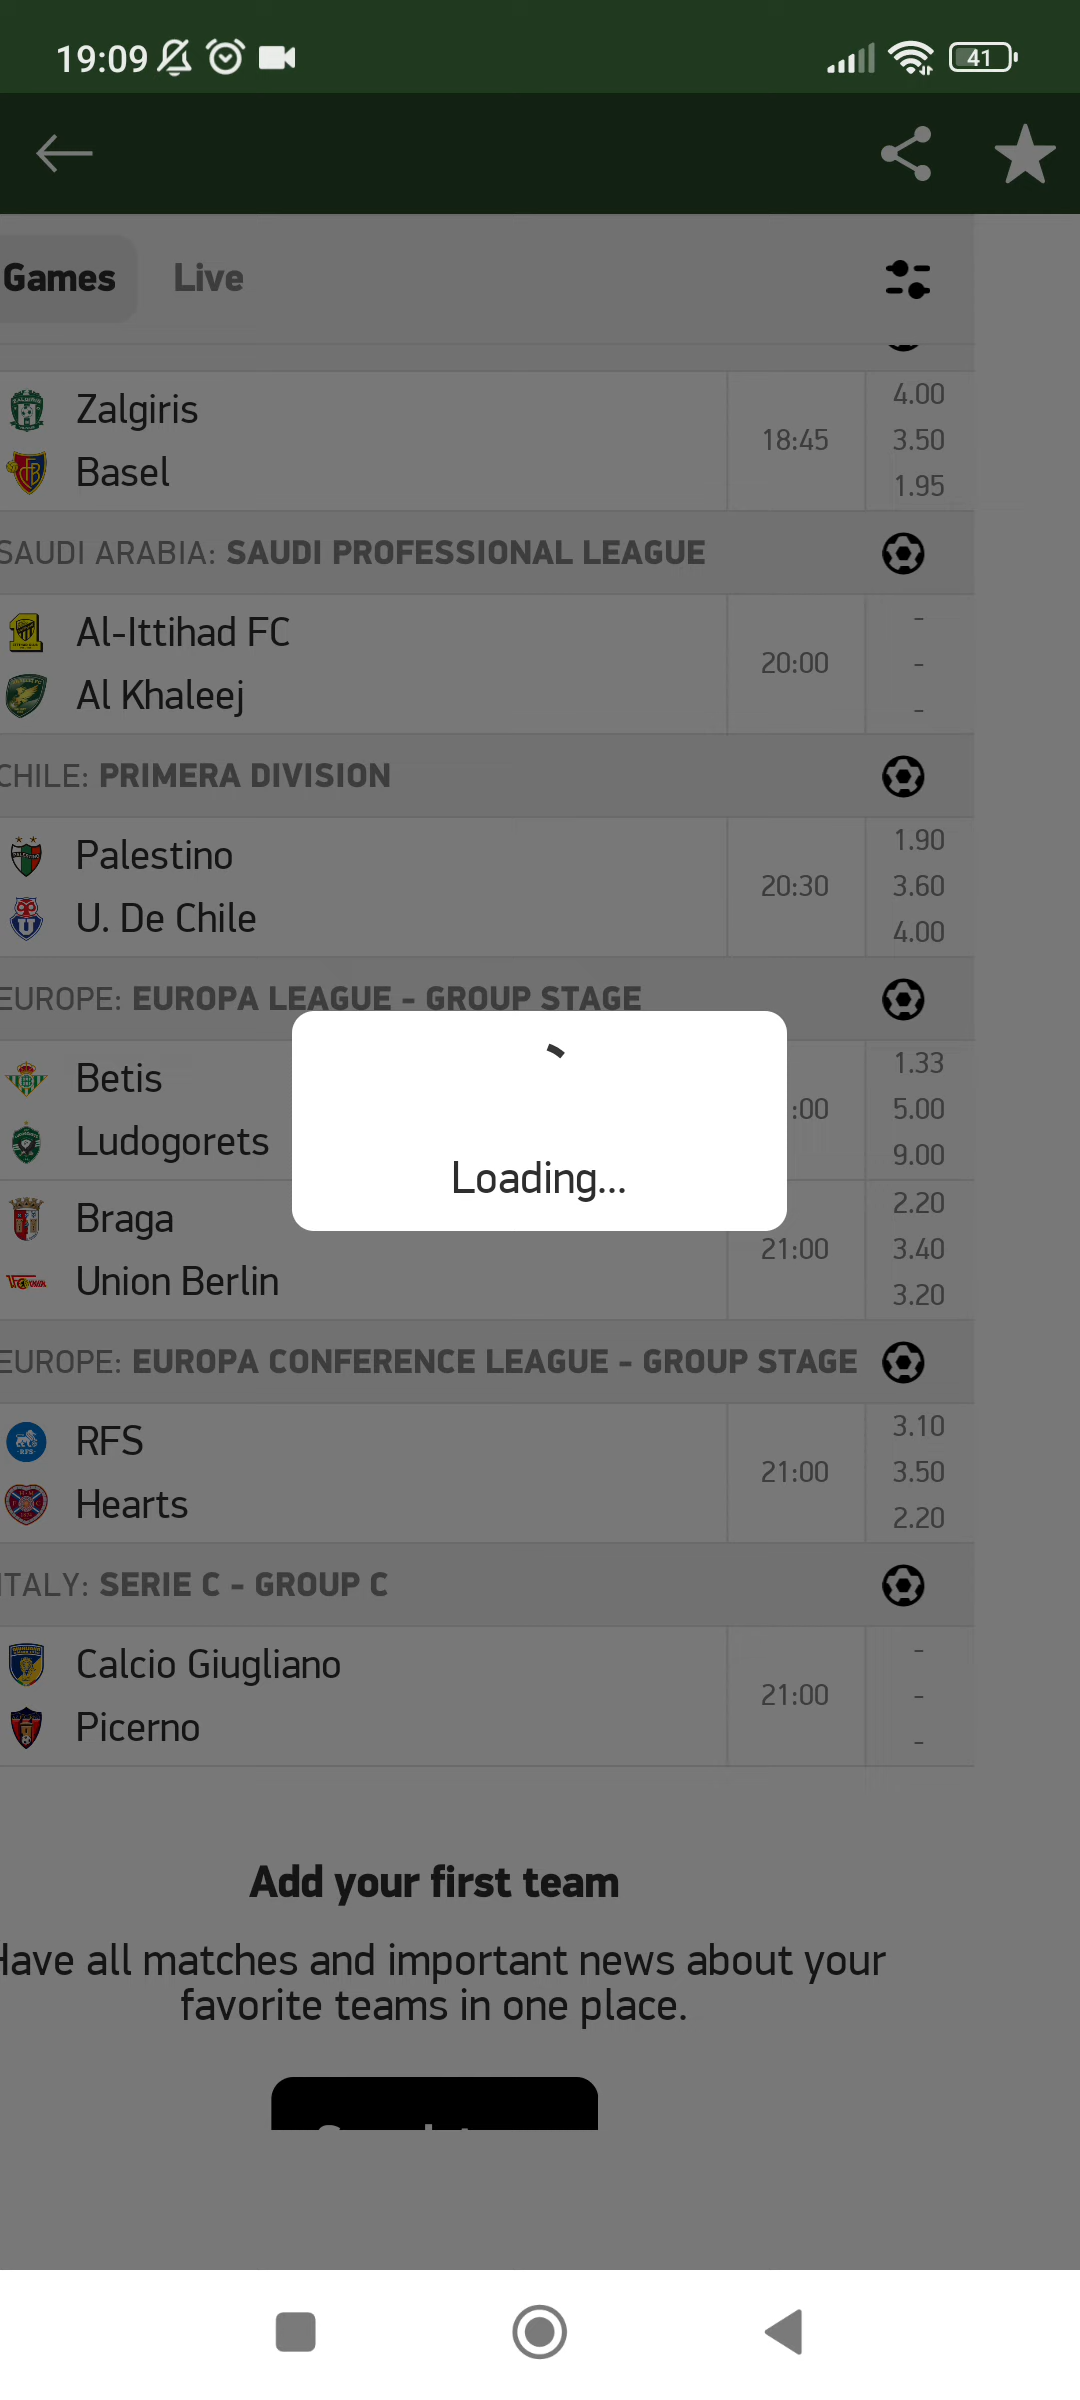 19:09
41
Games Live
Zalgiris
Basel
18:45
4.00
3.50
1.95
SAUDI ARABIA: SAUDI PROFESSIONAL LEAGUE
Al-Ittihad FC
Al Khaleej
20:00
-
-
-
CHILE: PRIMERA DIVISION
Palestino
U. De Chile
20:30
1.90
3.60
4.00
EUROPE: EUROPA LEAGUE - GROUP STAGE
Betis
Ludogorets
:00
1.33
5.00
9.00
Braga
Union Berlin
21:00
2.20
3.40
3.20
Loading...
EUROPE: EUROPA CONFERENCE LEAGUE - GROUP STAGE
RFS
Hearts
21:00
3.10
3.50
2.20
ITALY: SERIE C - GROUP C
Calcio Giugliano
Picerno
21:00
-
-
-
Add your first team
Have all matches and important news about your
favorite teams in one place.